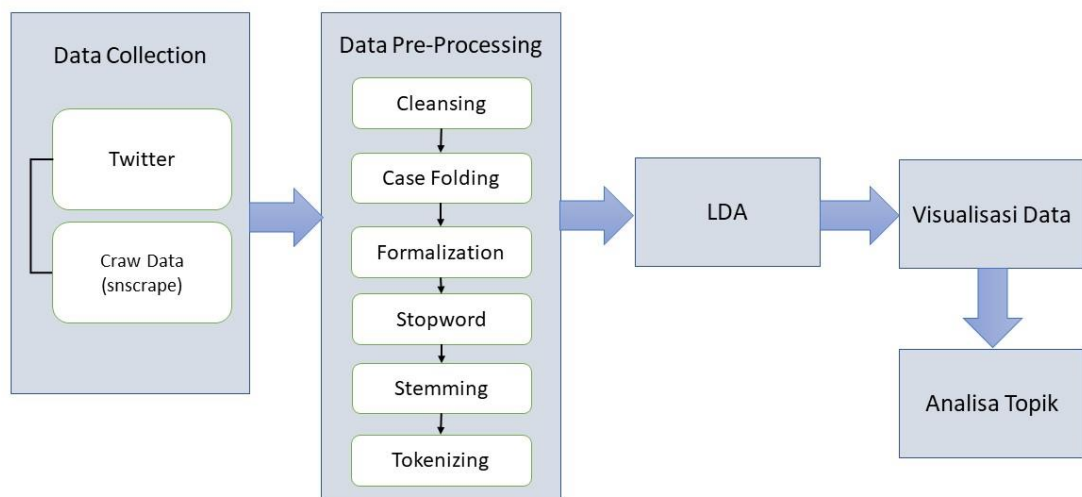 Data Collection
Twitter
Craw Data
(snscrape)
Data Pre-Processing
Cleansing
Case Folding
Formalization
Stopword
Stemming
Tokenizing
LDA
Visualisasi Data
Analisa Topik